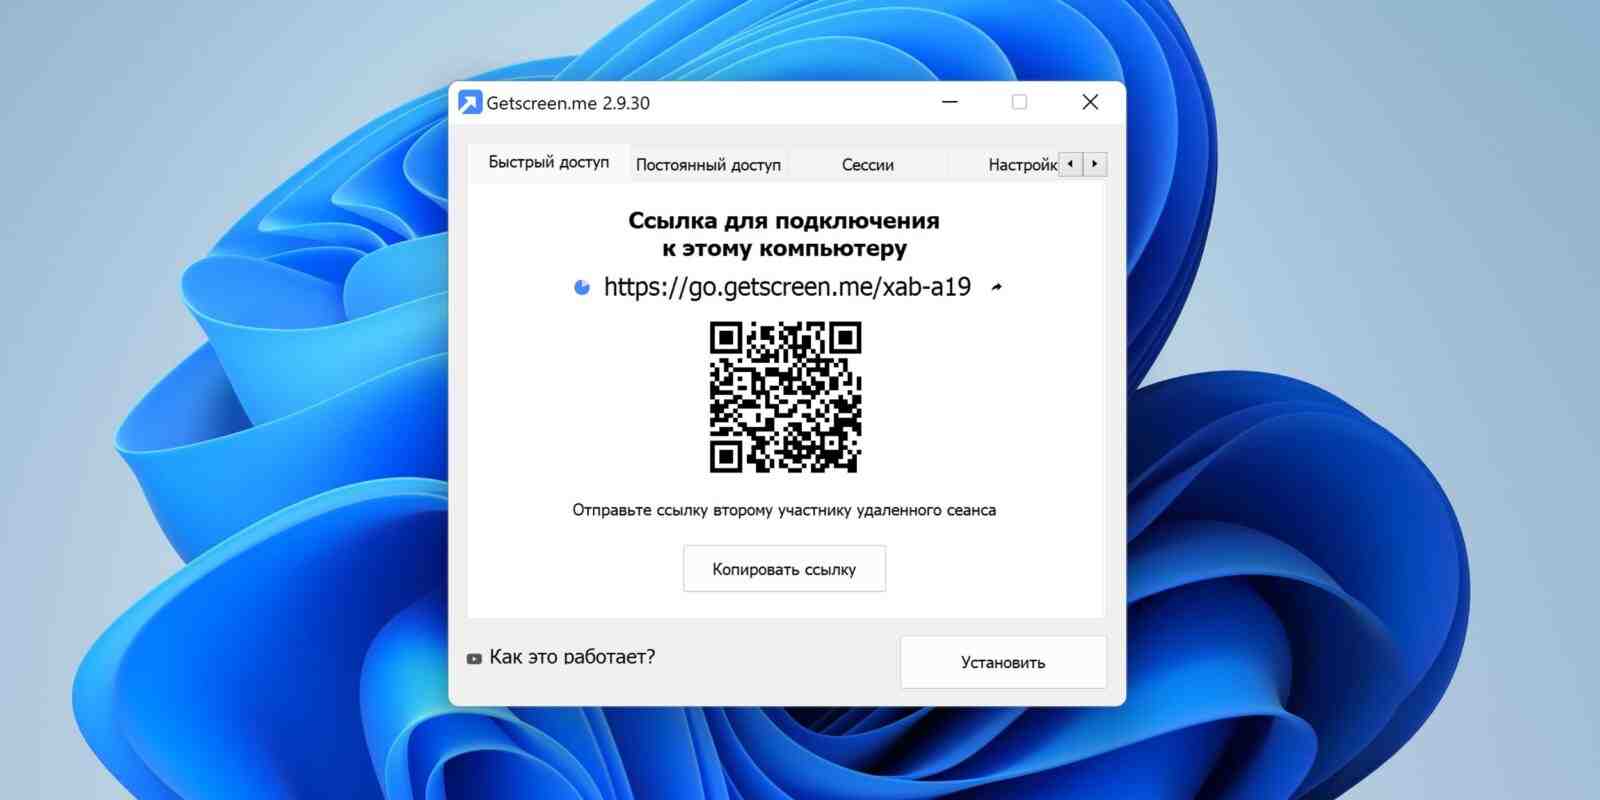 Getscreen.me 2.9.30
Быстрый доступ
Постоянный доступ
Сессии
Настройк
Ссылка для подключения
к этому компьютеру
https://go.getscreen.me/xab-a19
Отправьте ссылку второму участнику удаленного сеанса
Копировать ссылку
Как это работает?
Установить